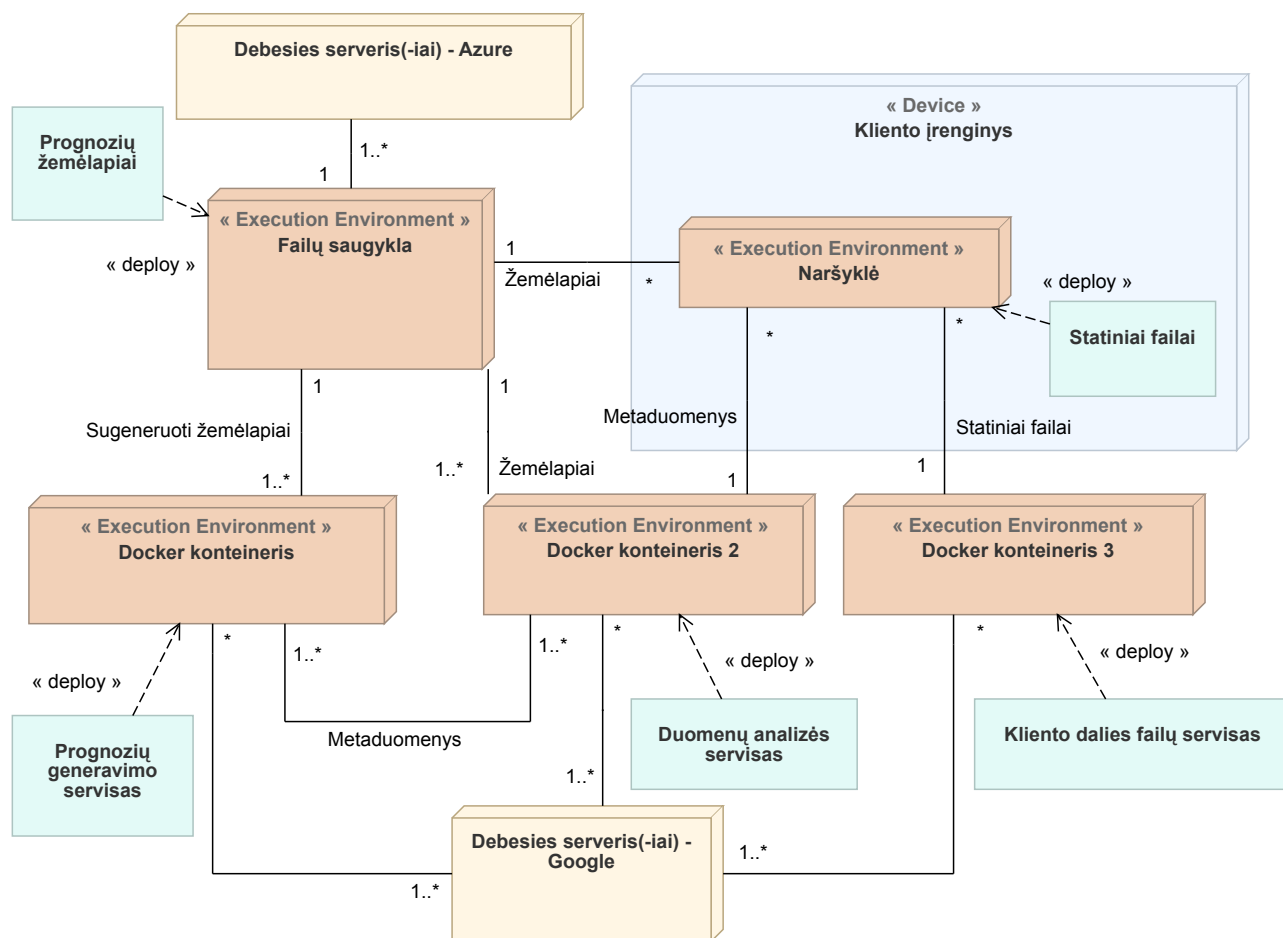 Debesies serveris(-iai) - Azure
1..*
1
« Device »
Kliento įrenginys
Prognozių
žemėlapiai
« deploy »
« Execution Environment »
Failų saugykla
1
Žemėlapiai
*
« Execution Environment »
Naršyklė
« deploy »
Statiniai failai
*
*
1
1
Sugeneruoti žemėlapiai
Metaduomenys
Statiniai failai
1..*
1..*
Žemėlapiai
1
1
« Execution Environment »
Docker konteineris
« Execution Environment »
Docker konteineris 2
« Execution Environment »
Docker konteineris 3
*
1..*
1..*
*
*
« deploy »
« deploy »
« deploy »
Prognozių
generavimo
servisas
Metaduomenys
Duomenų analizės
servisas
Kliento dalies failų servisas
1..*
Debesies serveris(-iai) -
Google
1..*
1..*